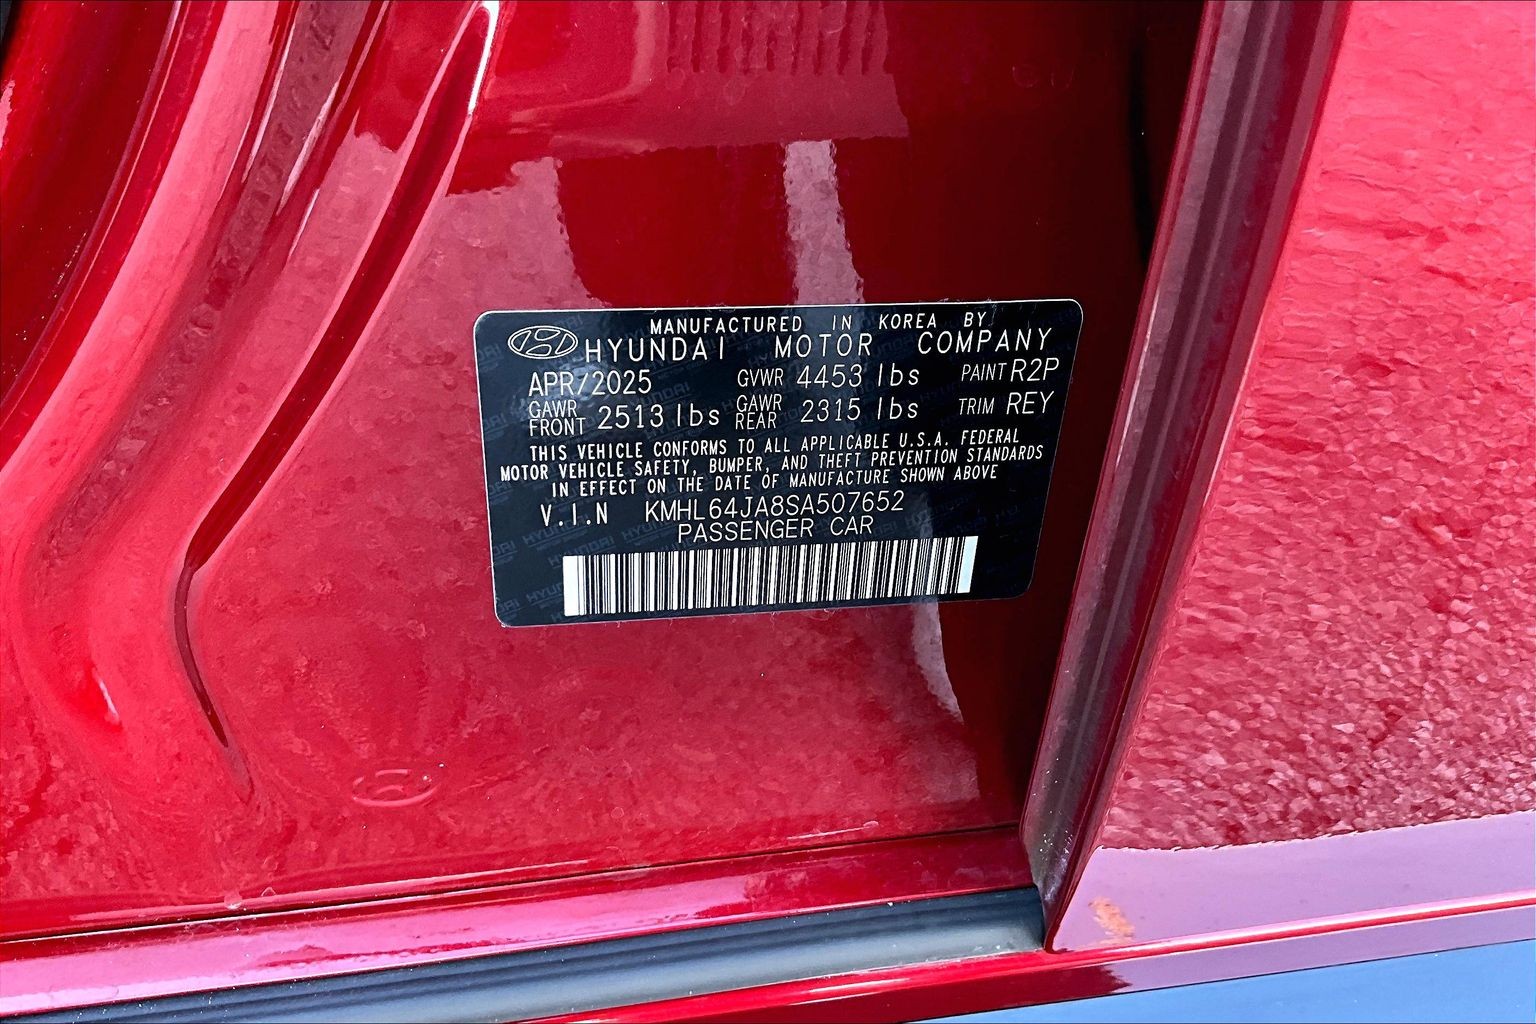 MANUFACTURED IN KOREA BY
HYUNDAI MOTOR COMPANY
APR/2025 GVWR 4453 lbs PAINT R2P
GAWR FRONT 2513 lbs GAWR REAR 2315 lbs TRIM REY
THIS VEHICLE CONFORMS TO ALL APPLICABLE U.S.A. FEDERAL
MOTOR VEHICLE SAFETY, BUMPER, AND THEFT PREVENTION STANDARDS
IN EFFECT ON THE DATE OF MANUFACTURE SHOWN ABOVE
V.I.N KMHL64JA8SA507652
PASSENGER CAR